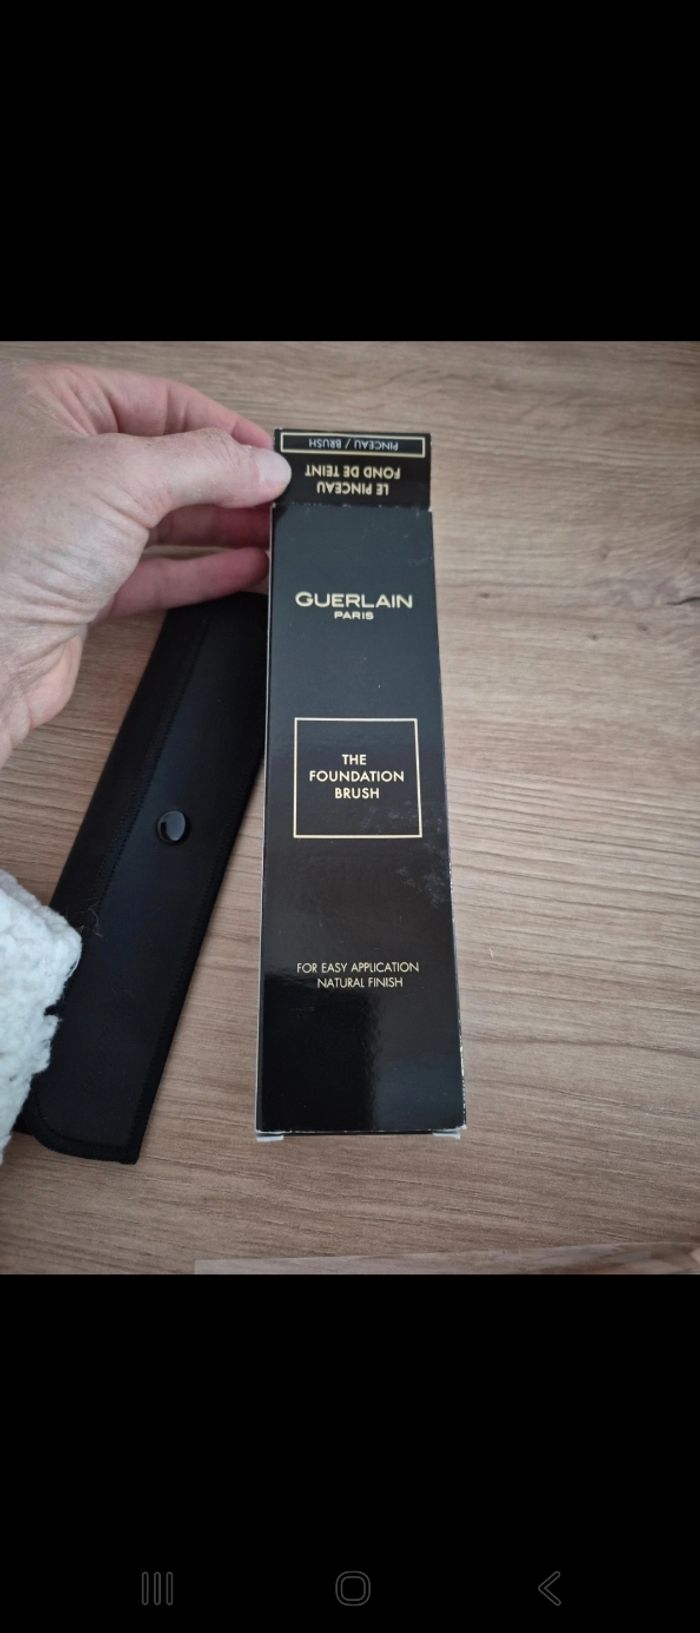 PINCEAU / BRUSH
LE PINCEAU
FOND DE TEINT
GUERLAIN
PARIS
THE
FOUNDATION
BRUSH
FOR EASY APPLICATION
NATURAL FINISH